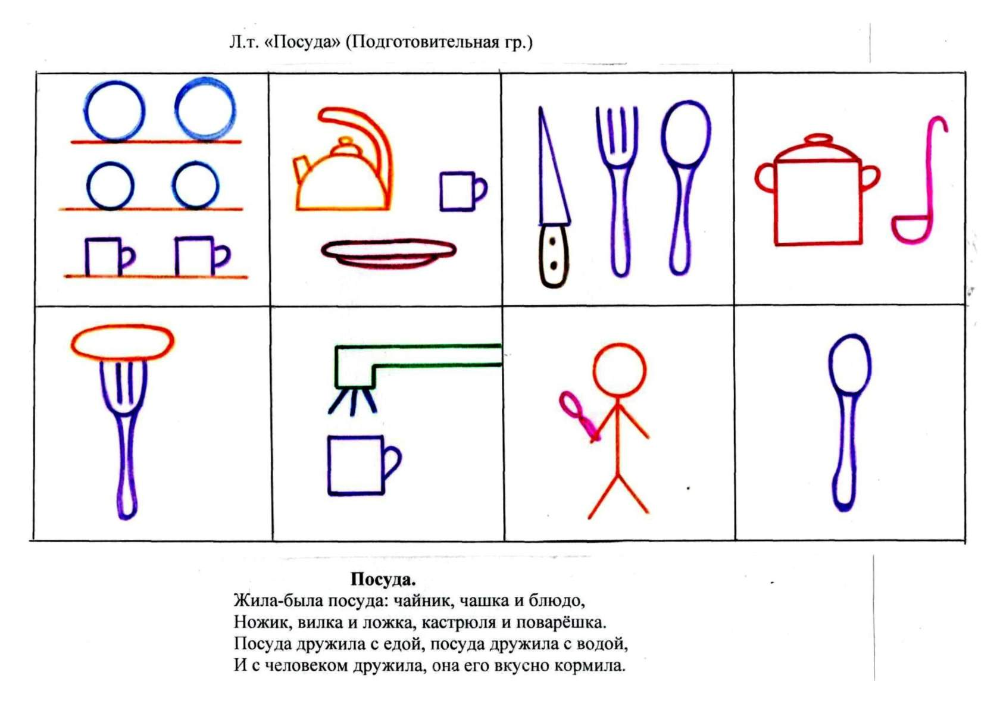 Л.т. «Посуда» (Подготовительная гр.)
Посуда.
Жила-была посуда: чайник, чашка и блюдо,
Ножик, вилка и ложка, кастрюля и поварёшка.
Посуда дружила с едой, посуда дружила с водой,
И с человеком дружила, она его вкусно кормила.